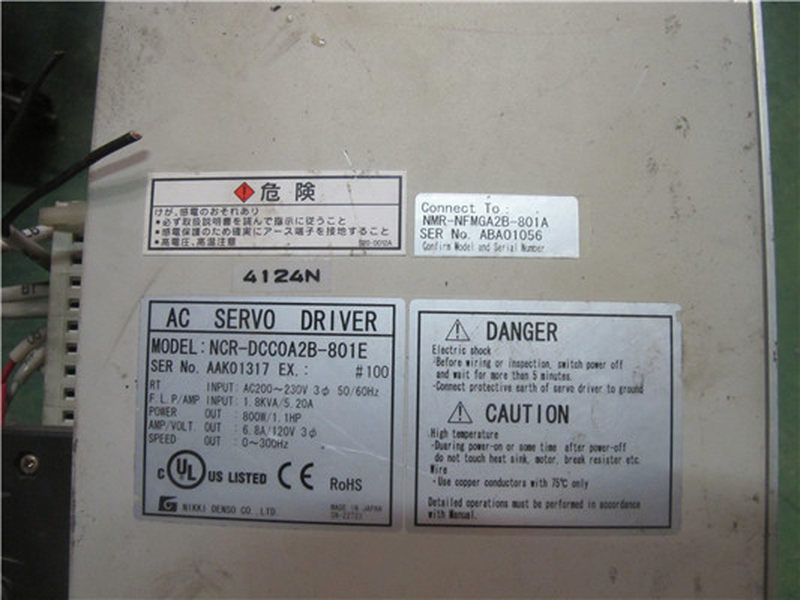 危険
けが、感電のおそれあり
●必ず取扱説明書を読んで指示に従うこと
●感電保護のため確実にアース端子を接地すること
●高電圧、高温注意
Connect To :
NMR-NFMGA2B-801A
SER No. ABA01056
Confirm Model and Serial Number
4124N
AC SERVO DRIVER
MODEL: NCR-DCC0A2B-801E
SER No. AAK01317 EX.: #100
RT INPUT: AC200~230V 3φ 50/60Hz
F.L.P/AMP INPUT: 1.8KVA/5.20A
POWER OUT : 800W/1.1HP
AMP/VOLT OUT : 6.8A/120V 3φ
SPEED OUT : 0~300Hz
C UL US LISTED CE RoHS
NIKKI DENSO CO.,LTD.
MADE IN JAPAN
DANGER
Electric shock
·Before wiring or inspection, switch power off
and wait for more than 5 minutes.
·Connect protective earth of servo driver to ground
CAUTION
High temperature
·Duaring power-on or some time after power-off
do not touch heat sink, motor, break resister etc.
Wire
·Use copper conductors with 75℃ only
Detailed operations must be performed in accordance
with Manual.